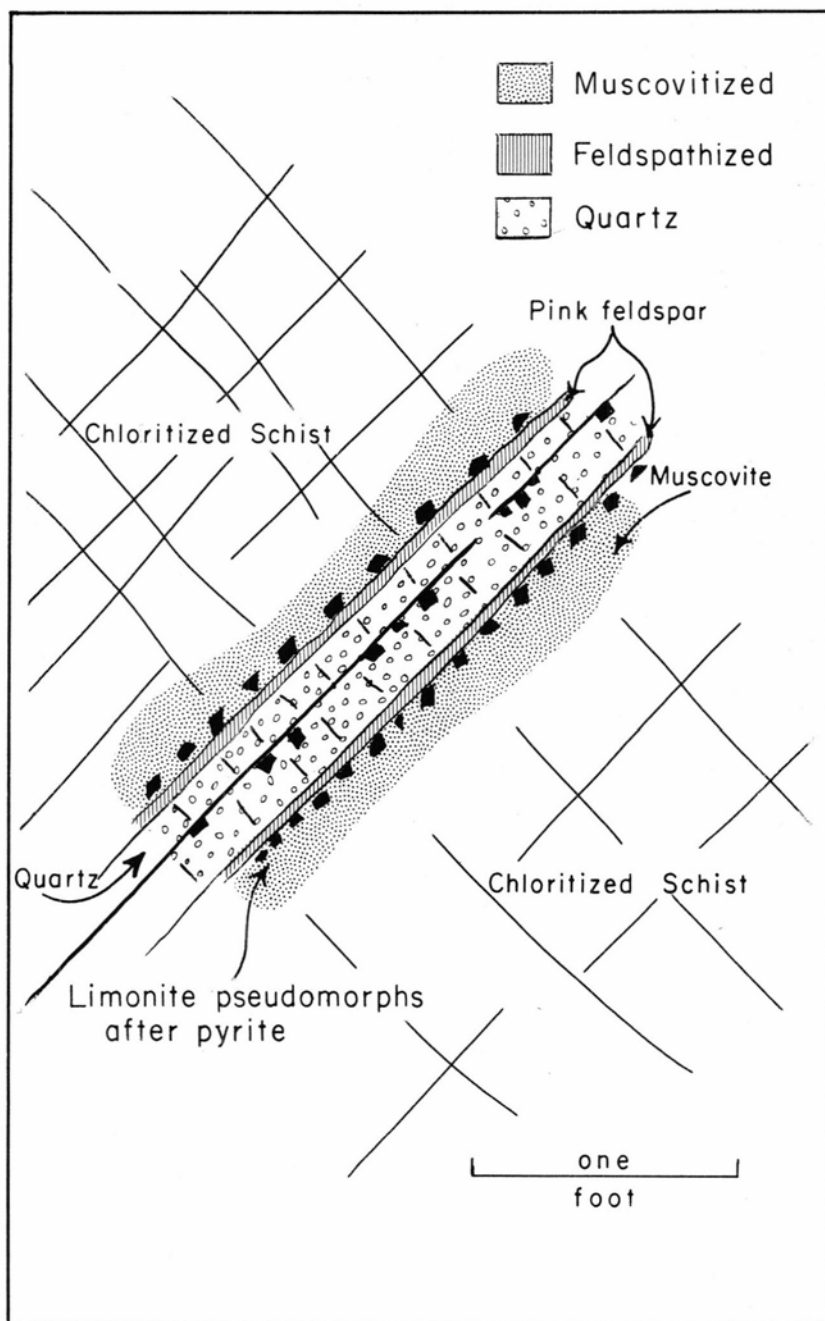 Muscovitized
Feldspathized
Quartz
Pink feldspar
Chloritized Schist
Muscovite
Quartz
Chloritized Schist
Limonite pseudomorphs
after pyrite
one
foot